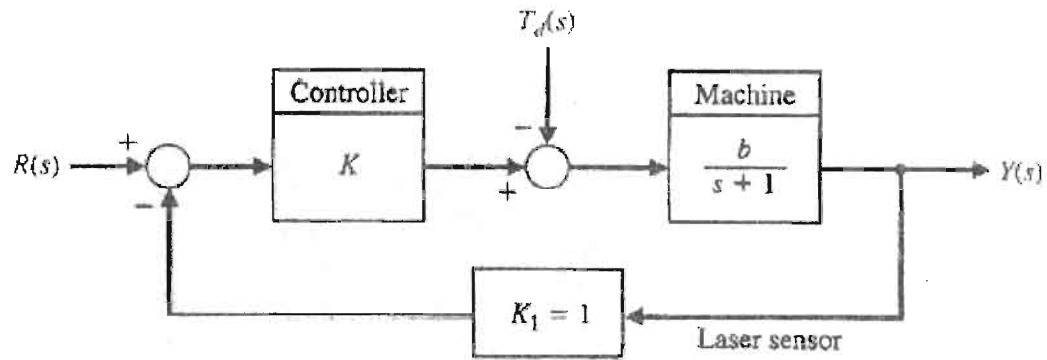 T_d(s)
Controller
Machine
R(s)
+
−
K
−
+
b
s + 1
Y(s)
K_1 = 1
Laser sensor